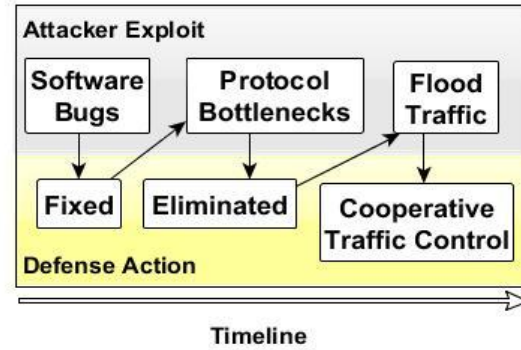 Attacker Exploit
Software
Bugs
Protocol
Bottlenecks
Flood
Traffic
Fixed
Eliminated
Cooperative
Traffic Control
Defense Action
Timeline